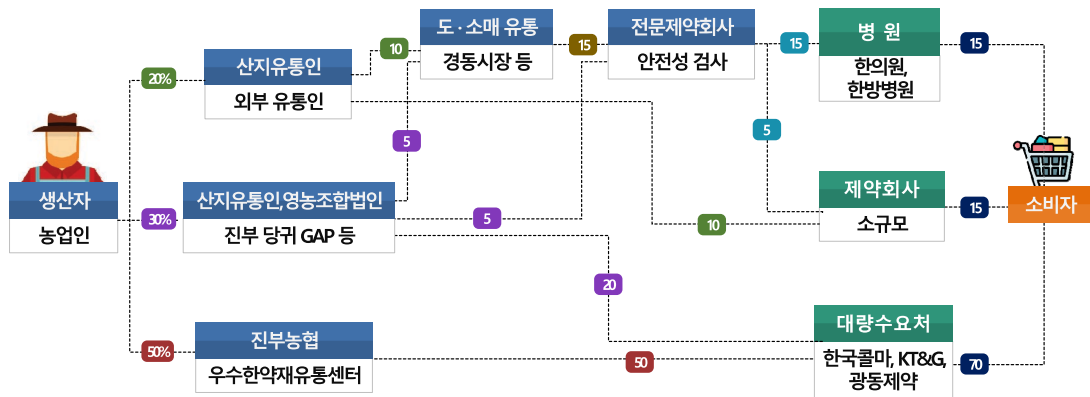 도·소매 유통
경동시장 등
전문제약회사
안전성 검사
병 원
한의원,
한방병원
10
15
15
15
산지유통인
외부 유통인
20%
5
5
생산자
농업인
30%
산지유통인,영농조합법인
진부 당귀 GAP 등
5
10
제약회사
소규모
15
소비자
20
50%
진부농협
우수한약재유통센터
50
대량수요처
한국콜마, KT&G,
광동제약
70